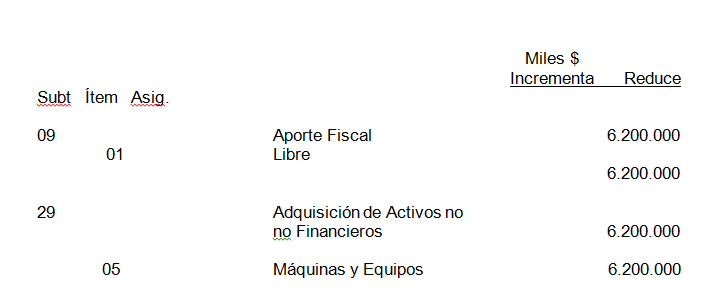 Miles $
Incrementa Reduce
Subt Ítem Asig.
09 Aporte Fiscal 6.200.000
01 Libre
6.200.000
29 Adquisición de Activos no
no Financieros 6.200.000
05 Máquinas y Equipos 6.200.000